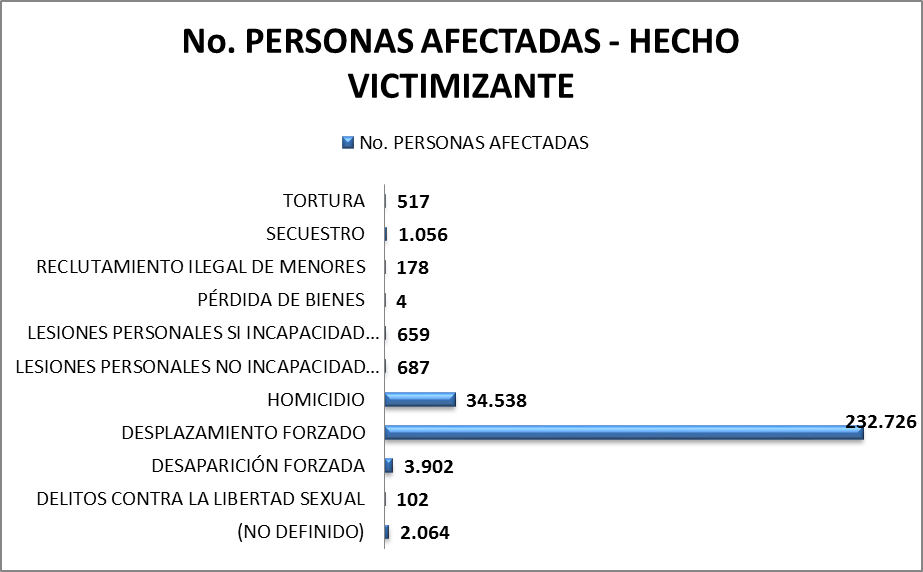 No. PERSONAS AFECTADAS - HECHO
VICTIMIZANTE
No. PERSONAS AFECTADAS
TORTURA 517
SECUESTRO 1.056
RECLUTAMIENTO ILEGAL DE MENORES 178
PÉRDIDA DE BIENES 4
LESIONES PERSONALES SI INCAPACIDAD... 659
LESIONES PERSONALES NO INCAPACIDAD... 687
HOMICIDIO 34.538
DESPLAZAMIENTO FORZADO 232.726
DESAPARICIÓN FORZADA 3.902
DELITOS CONTRA LA LIBERTAD SEXUAL 102
(NO DEFINIDO) 2.064